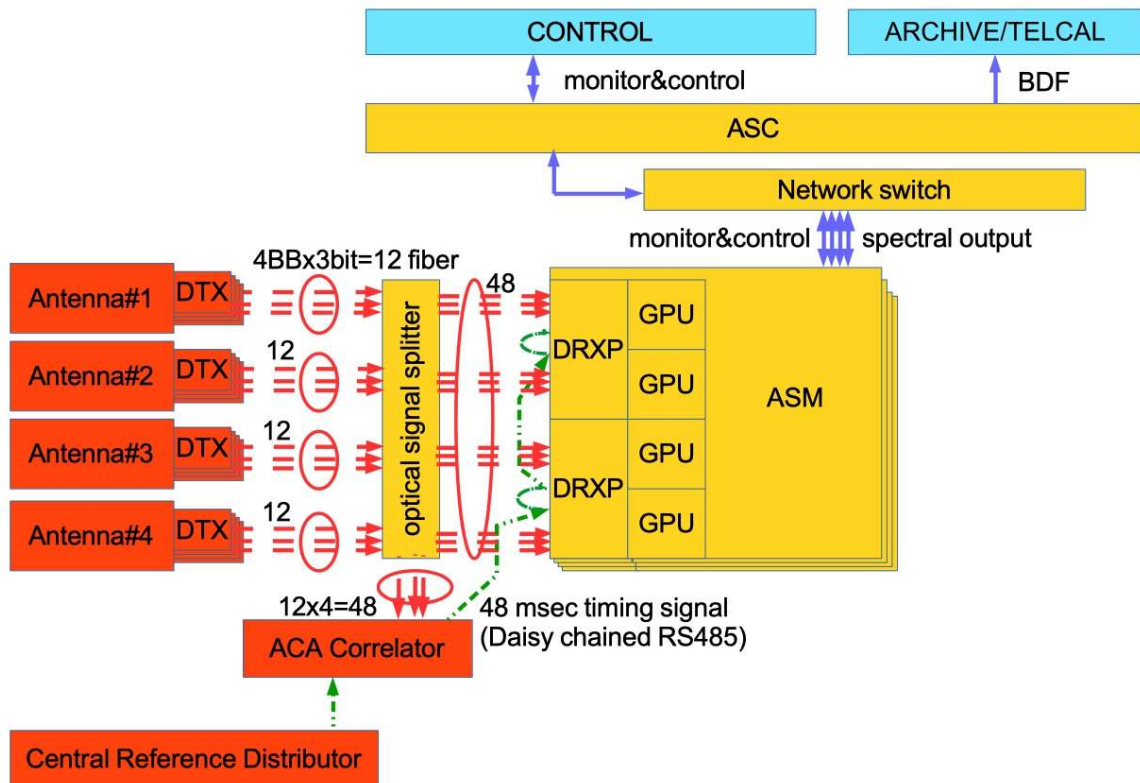 CONTROL
ARCHIVE/TELCAL
monitor&control
BDF
ASC
Network switch
monitor&control
spectral output
4BBx3bit=12 fiber
Antenna#1
DTX
48
DRXP
GPU
Antenna#2
DTX
12
GPU
optical signal splitter
ASM
Antenna#3
DTX
12
DRXP
GPU
Antenna#4
DTX
12
GPU
12x4=48
48 msec timing signal
(Daisy chained RS485)
ACA Correlator
Central Reference Distributor